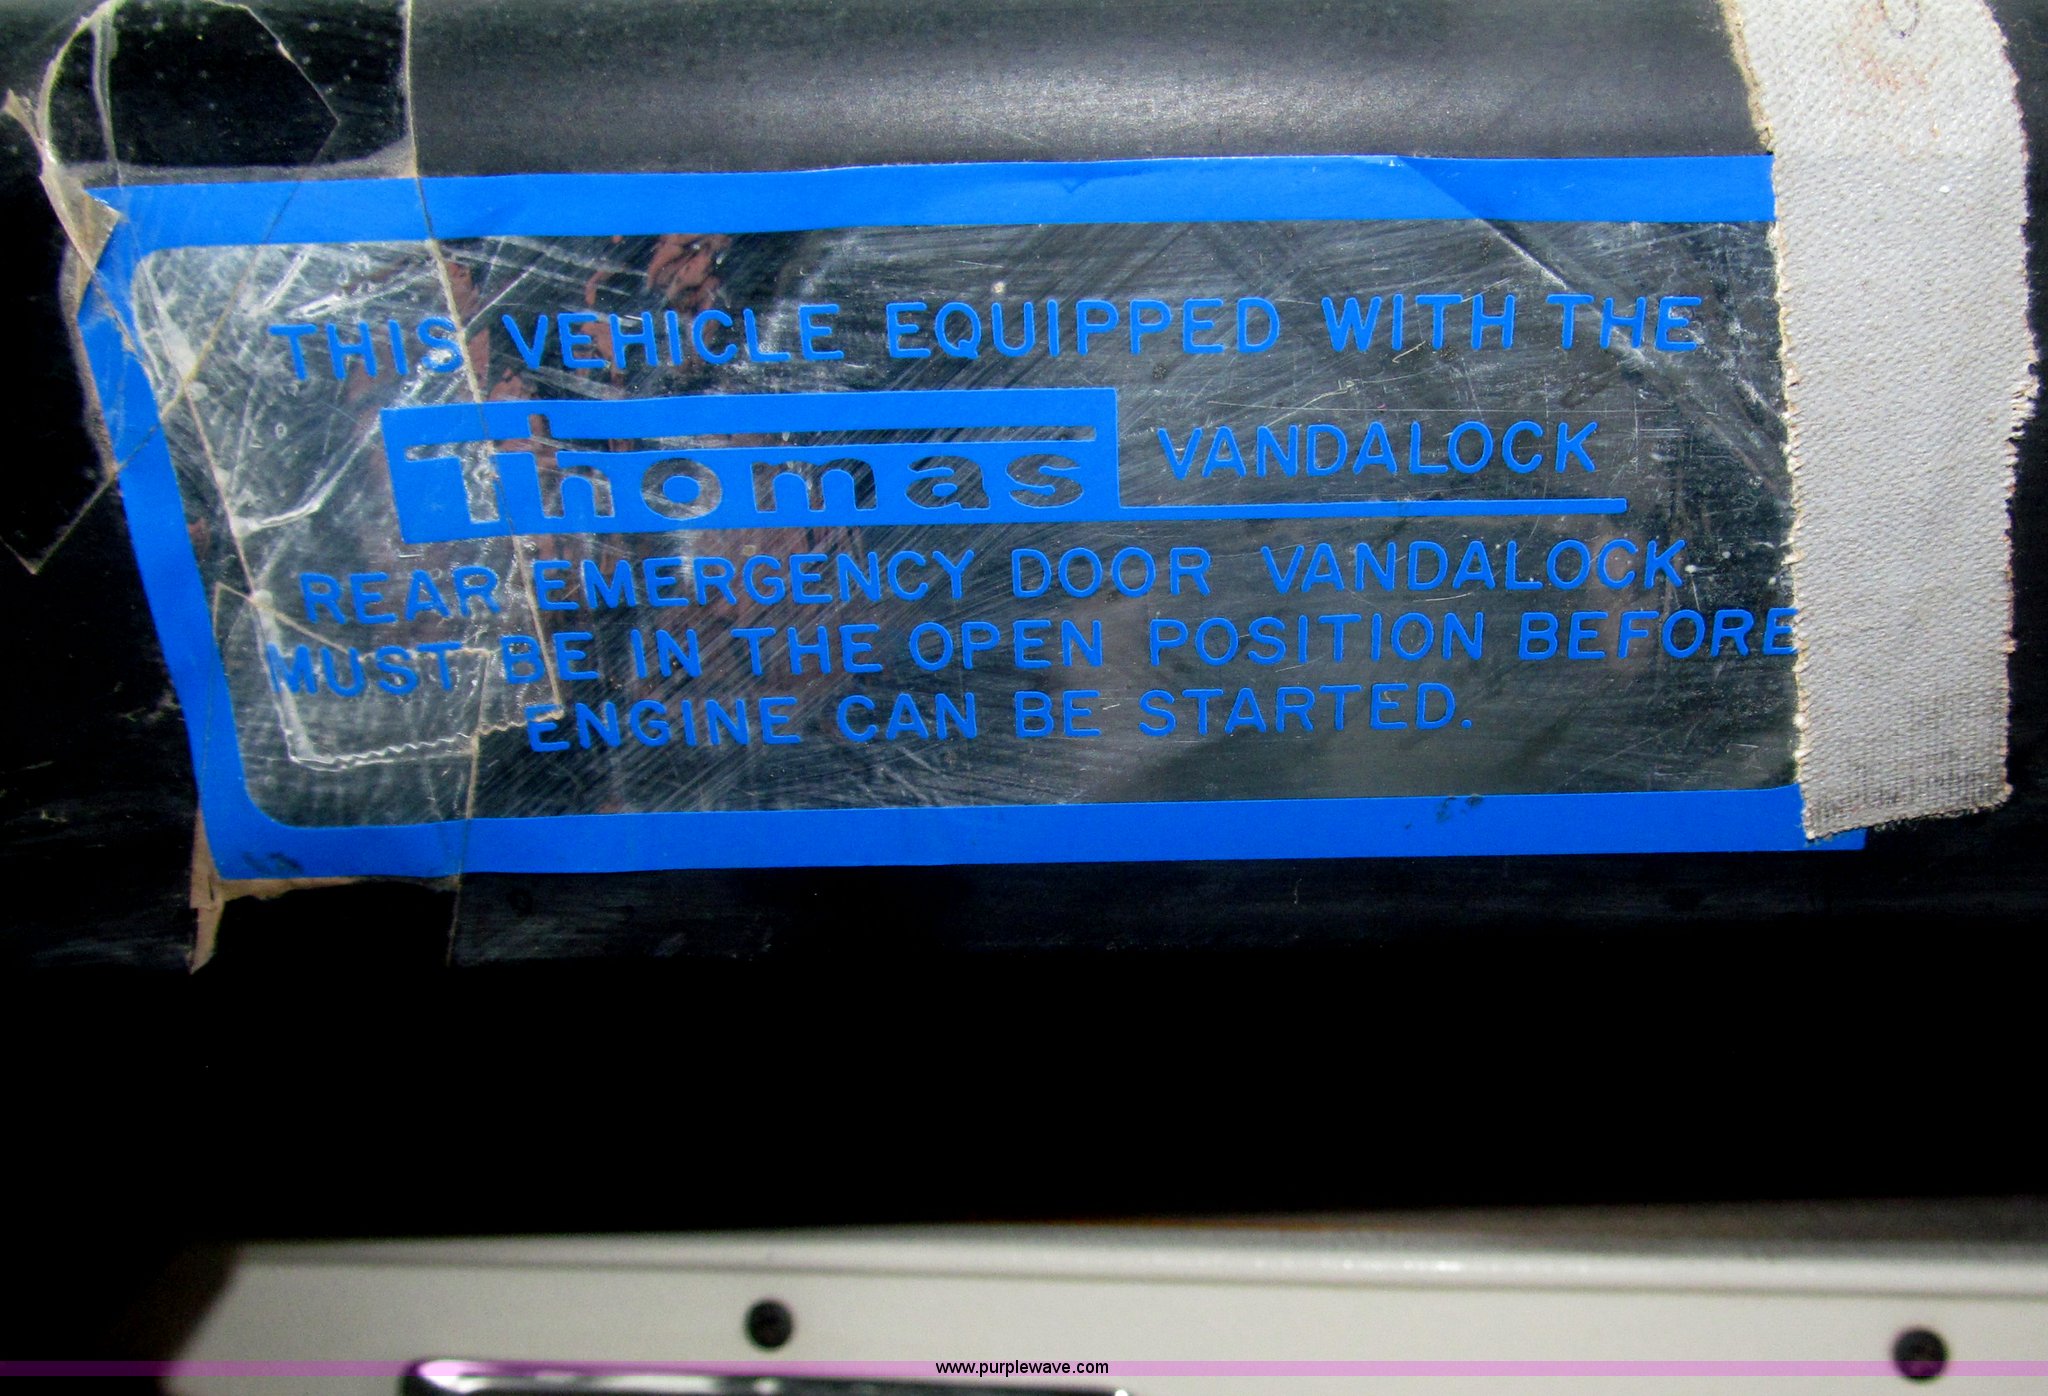 THIS VEHICLE EQUIPPED WITH THE
Thomas VANDALOCK
REAR EMERGENCY DOOR VANDALOCK
MUST BE IN THE OPEN POSITION BEFORE
ENGINE CAN BE STARTED.
www.purplewave.com